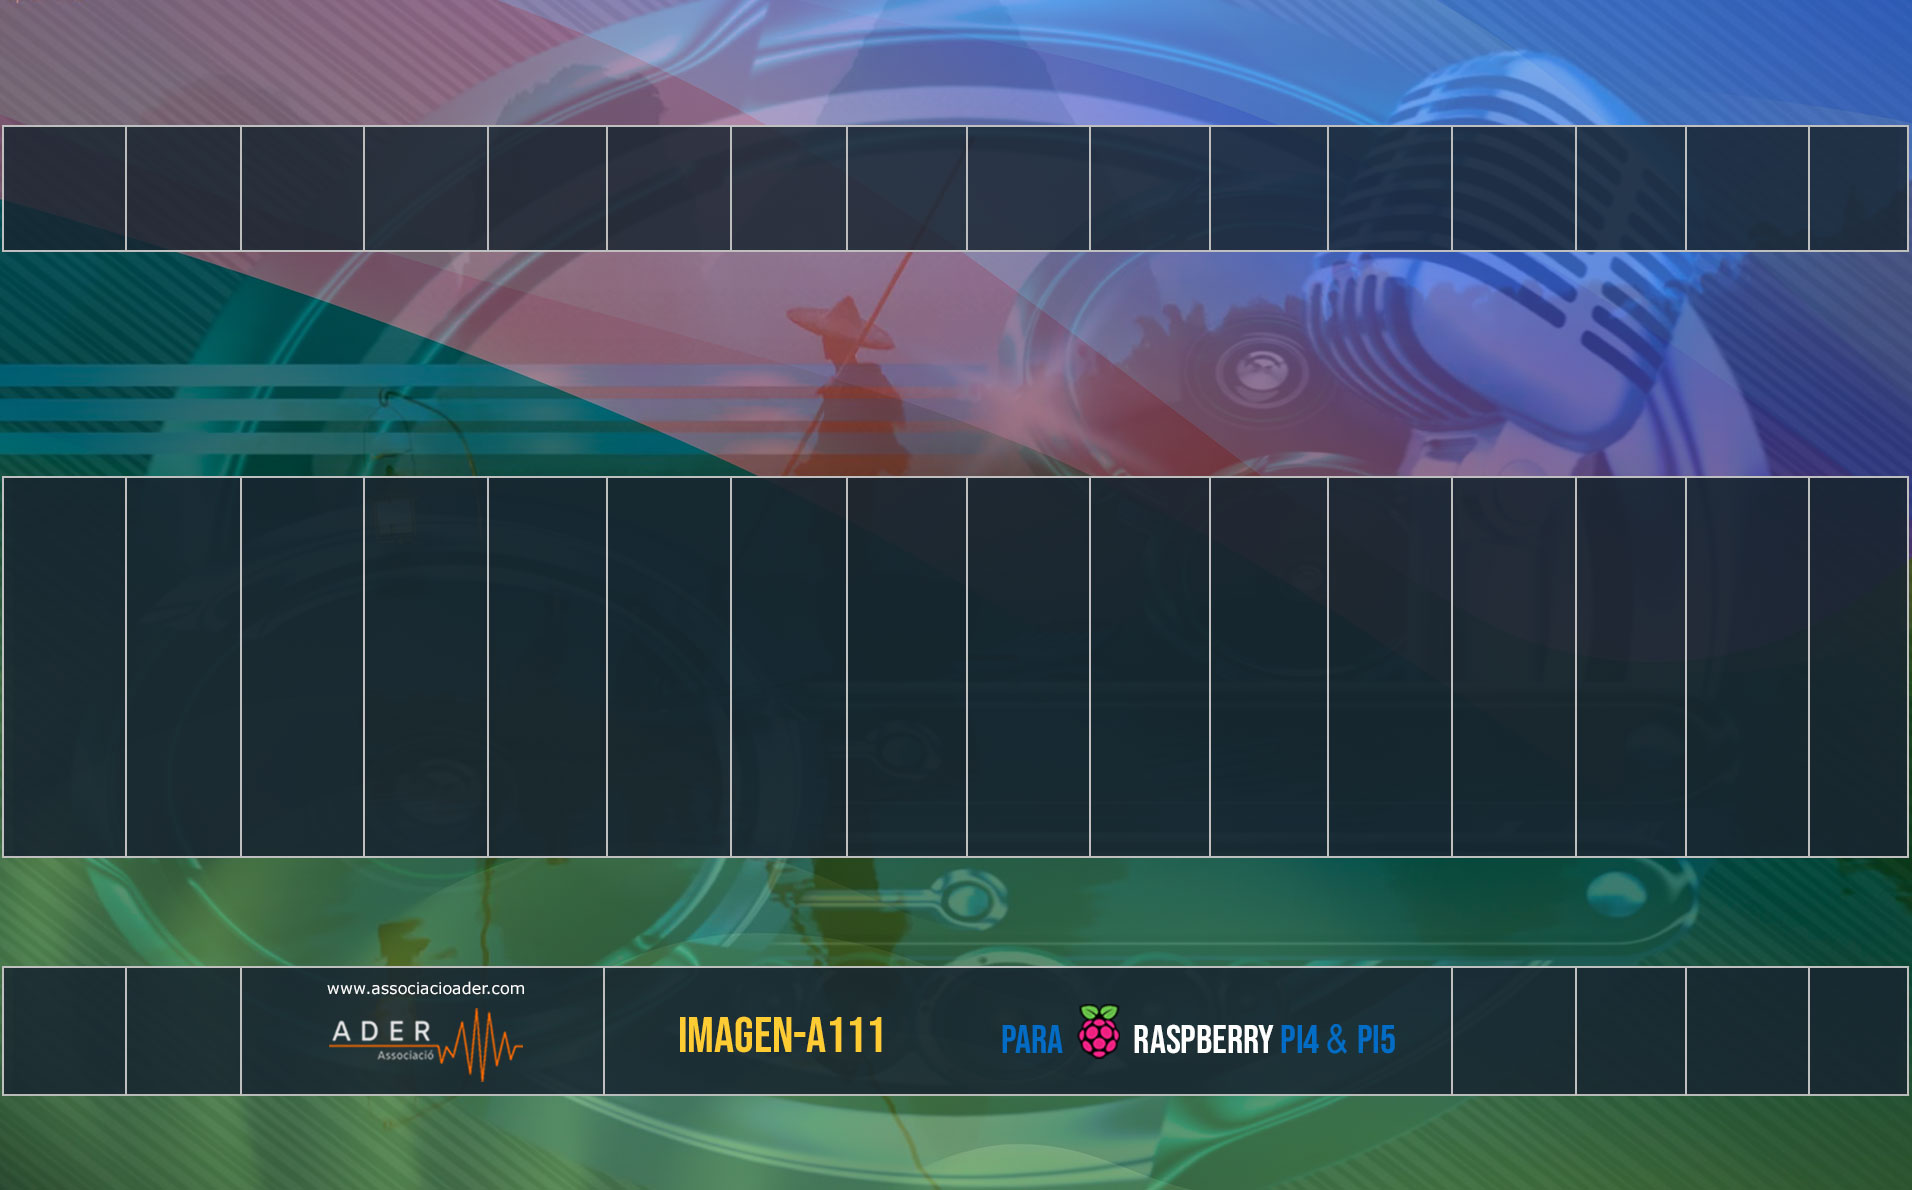 www.associacioader.com
ADER
Associació
IMAGEN-A111
PARA RASPBERRY PI4 & PI5